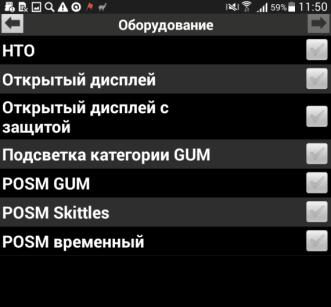 59% 11:50
Оборудование
НТО
Открытый дисплей
Открытый дисплей с
защитой
Подсветка категории GUM
POSM GUM
POSM Skittles
POSM временный